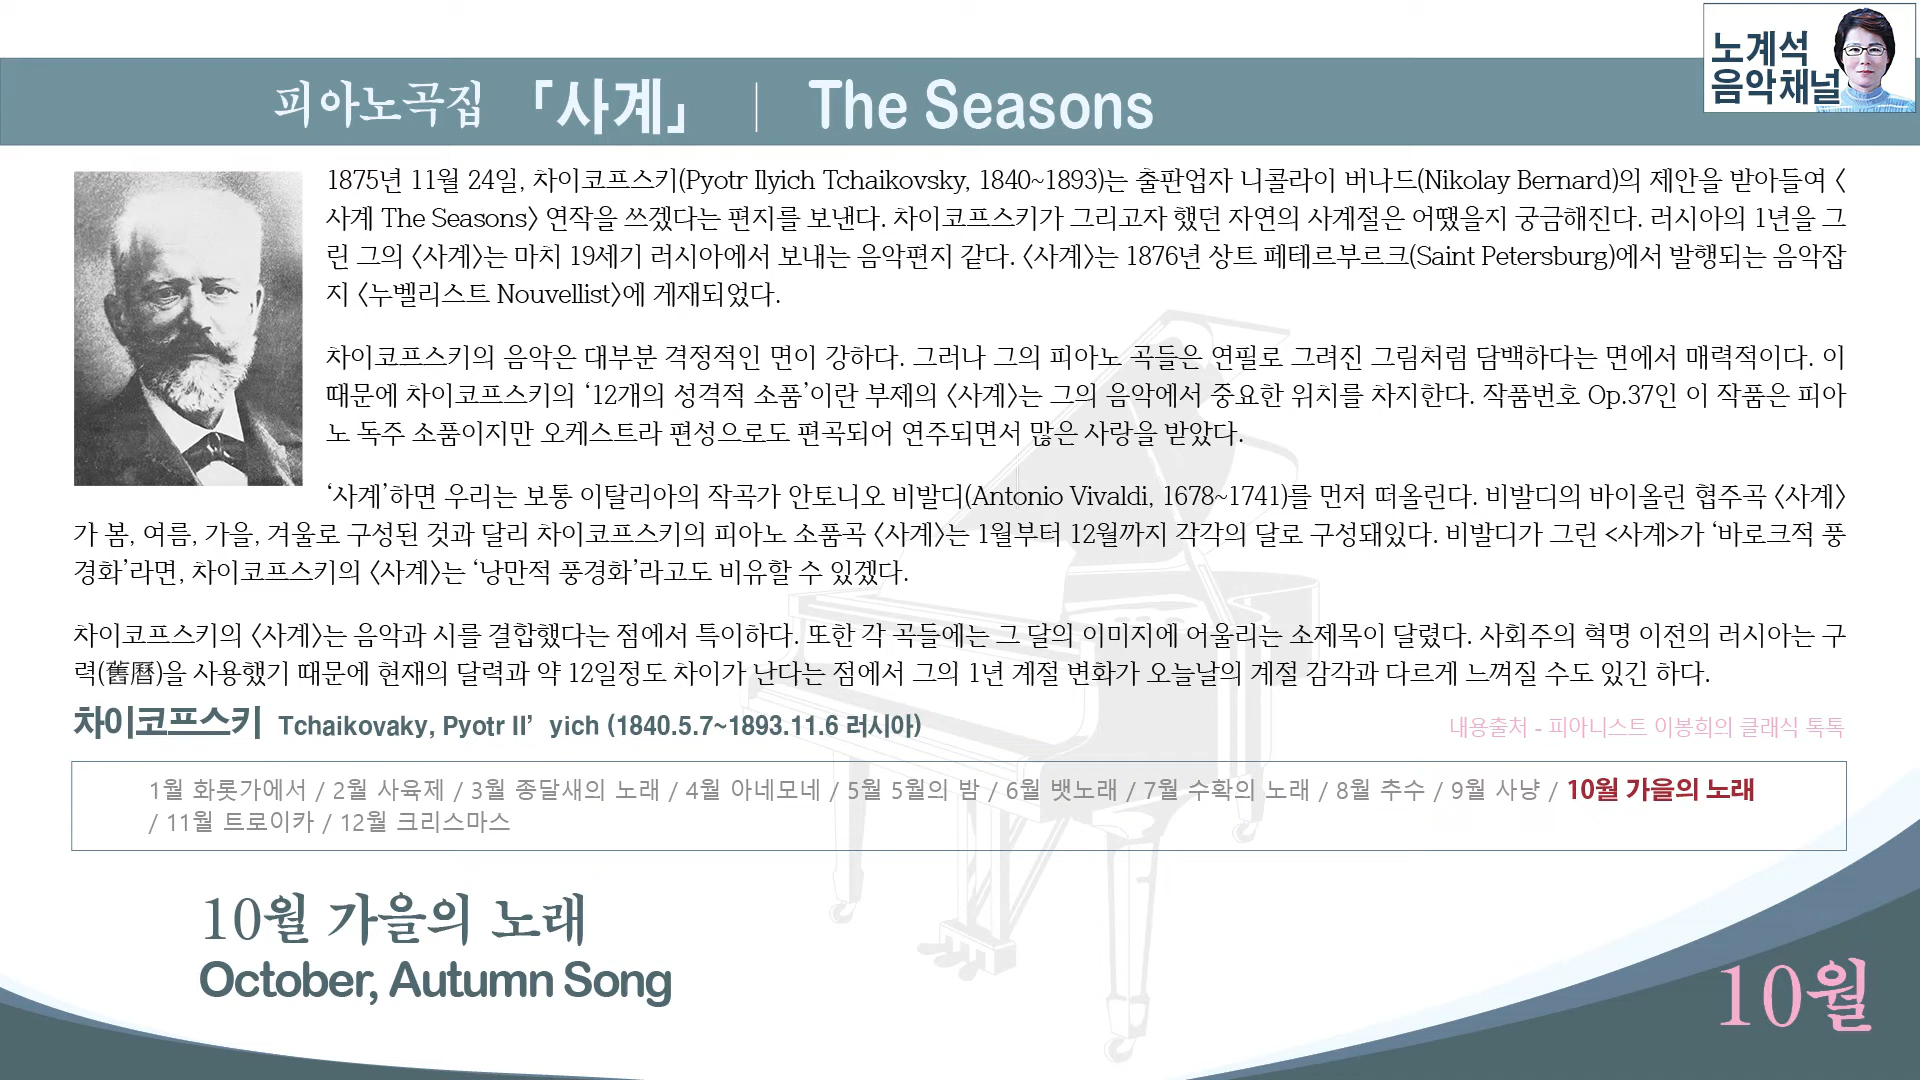 노계석
음악채널
피아노곡집 「사계」 | The Seasons
1875년 11월 24일, 차이코프스키(Pyotr Ilyich Tchaikovsky, 1840~1893)는 출판업자 니콜라이 버나드(Nikolay Bernard)의 제안을 받아들여 〈
사계 The Seasons〉 연작을 쓰겠다는 편지를 보낸다. 차이코프스키가 그리고자 했던 자연의 사계절은 어땠을지 궁금해진다. 러시아의 1년을 그
린 그의 〈사계〉는 마치 19세기 러시아에서 보내는 음악편지 같다. 〈사계〉는 1876년 상트 페테르부르크(Saint Petersburg)에서 발행되는 음악잡
지 〈누벨리스트 Nouvellist〉에 게재되었다.
차이코프스키의 음악은 대부분 격정적인 면이 강하다. 그러나 그의 피아노 곡들은 연필로 그려진 그림처럼 담백하다는 면에서 매력적이다. 이
때문에 차이코프스키의 ‘12개의 성격적 소품’이란 부제의 〈사계〉는 그의 음악에서 중요한 위치를 차지한다. 작품번호 Op.37인 이 작품은 피아
노 독주 소품이지만 오케스트라 편성으로도 편곡되어 연주되면서 많은 사랑을 받았다.
‘사계’하면 우리는 보통 이탈리아의 작곡가 안토니오 비발디(Antonio Vivaldi, 1678~1741)를 먼저 떠올린다. 비발디의 바이올린 협주곡 〈사계〉
가 봄, 여름, 가을, 겨울로 구성된 것과 달리 차이코프스키의 피아노 소품곡 〈사계〉는 1월부터 12월까지 각각의 달로 구성돼있다. 비발디가 그린 <사계>가 ‘바로크적 풍
경화’라면, 차이코프스키의 〈사계〉는 ‘낭만적 풍경화’라고도 비유할 수 있겠다.
차이코프스키의 〈사계〉는 음악과 시를 결합했다는 점에서 특이하다. 또한 각 곡들에는 그 달의 이미지에 어울리는 소제목이 달렸다. 사회주의 혁명 이전의 러시아는 구
력(舊曆)을 사용했기 때문에 현재의 달력과 약 12일정도 차이가 난다는 점에서 그의 1년 계절 변화가 오늘날의 계절 감각과 다르게 느껴질 수도 있긴 하다.
차이코프스키 Tchaikovaky, Pyotr Il’yich (1840.5.7~1893.11.6 러시아)
내용출처 - 피아니스트 이봉희의 클래식 톡톡
1월 화롯가에서 / 2월 사육제 / 3월 종달새의 노래 / 4월 아네모네 / 5월 5월의 밤 / 6월 뱃노래 / 7월 수확의 노래 / 8월 추수 / 9월 사냥 / 10월 가을의 노래
/ 11월 트로이카 / 12월 크리스마스
10월 가을의 노래
October, Autumn Song
10월